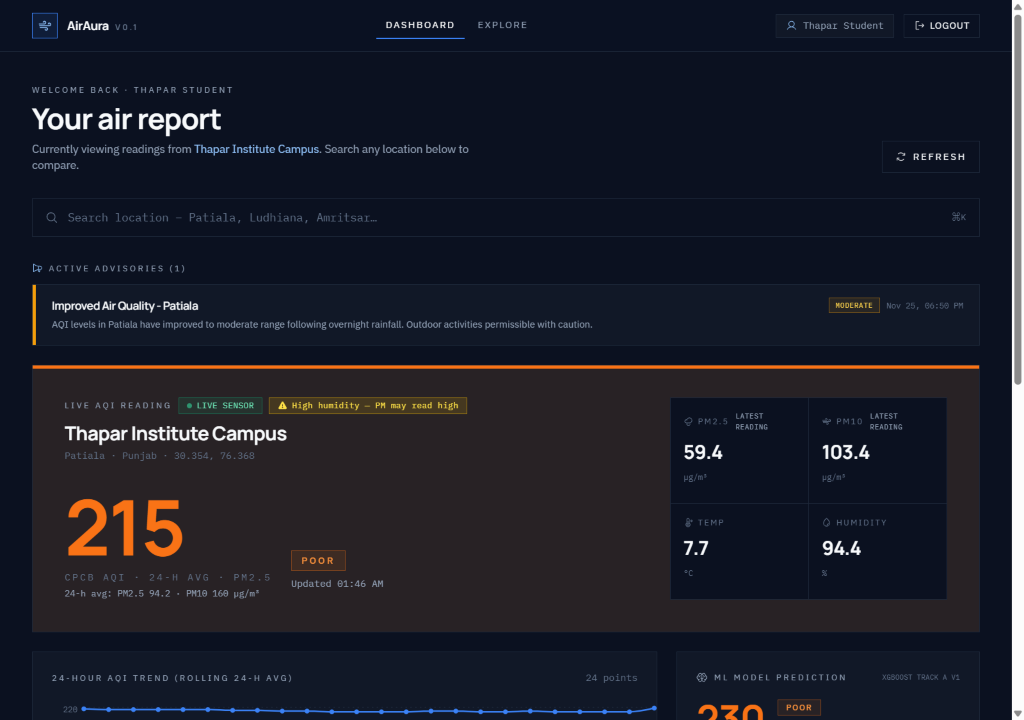 AirAura V0.1
DASHBOARD EXPLORE
Thapar Student
LOGOUT
WELCOME BACK · THAPAR STUDENT
Your air report
Currently viewing readings from Thapar Institute Campus. Search any location below to
compare.
REFRESH
Search location — Patiala, Ludhiana, Amritsar…
⌘K
ACTIVE ADVISORIES (1)
Improved Air Quality - Patiala
MODERATE Nov 25, 06:50 PM
AQI levels in Patiala have improved to moderate range following overnight rainfall. Outdoor activities permissible with caution.
LIVE AQI READING LIVE SENSOR High humidity — PM may read high
Thapar Institute Campus
Patiala · Punjab · 30.354, 76.368
215
POOR
CPCB AQI · 24-H AVG · PM2.5
Updated 01:46 AM
24-h avg: PM2.5 94.2 · PM10 160 µg/m³
PM2.5 LATEST READING
59.4
µg/m³
PM10 LATEST READING
103.4
µg/m³
TEMP
7.7
°C
HUMIDITY
94.4
%
24-HOUR AQI TREND (ROLLING 24-H AVG)
24 points
220
ML MODEL PREDICTION
XGBOOST TRACK A V1
230
POOR